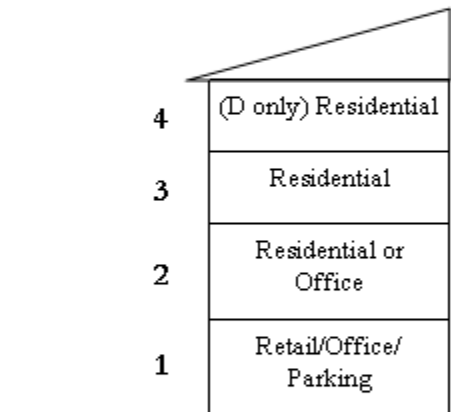 4 (D only) Residential
3 Residential
2 Residential or
Office
1 Retail/Office/
Parking